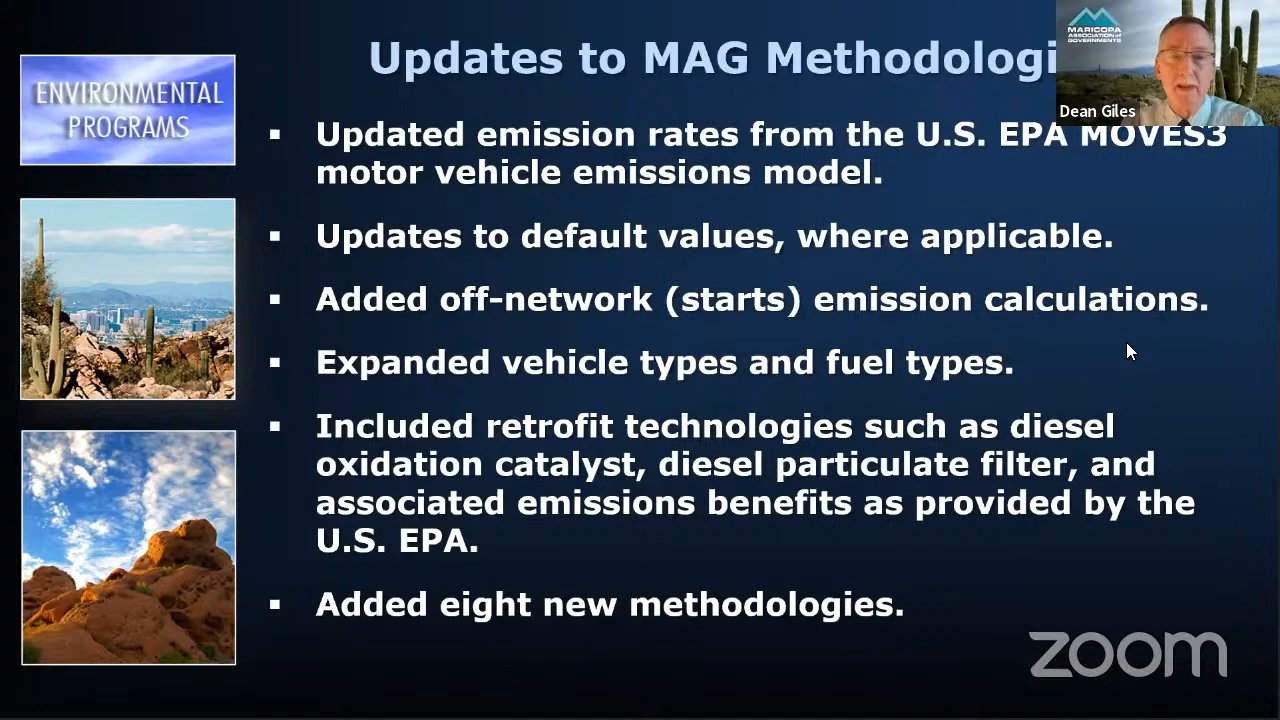 Updates to MAG Methodologi
MARICOPA
ASSOCIATION of
GOVERNMENTS
Dean Giles
ENVIRONMENTAL
PROGRAMS
▪ Updated emission rates from the U.S. EPA MOVES3
motor vehicle emissions model.
▪ Updates to default values, where applicable.
▪ Added off-network (starts) emission calculations.
▪ Expanded vehicle types and fuel types.
▪ Included retrofit technologies such as diesel
oxidation catalyst, diesel particulate filter, and
associated emissions benefits as provided by the
U.S. EPA.
▪ Added eight new methodologies.
zoom